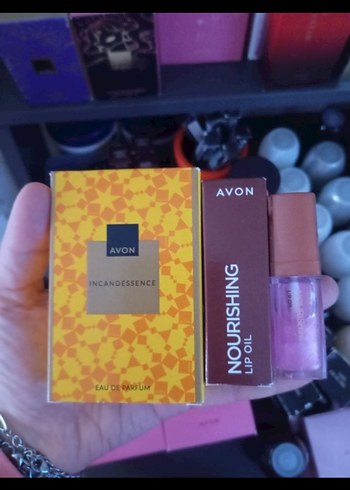 AVON
INCANDESSENCE
EAU DE PARFUM
AVON
NOURISHING
LIP OIL